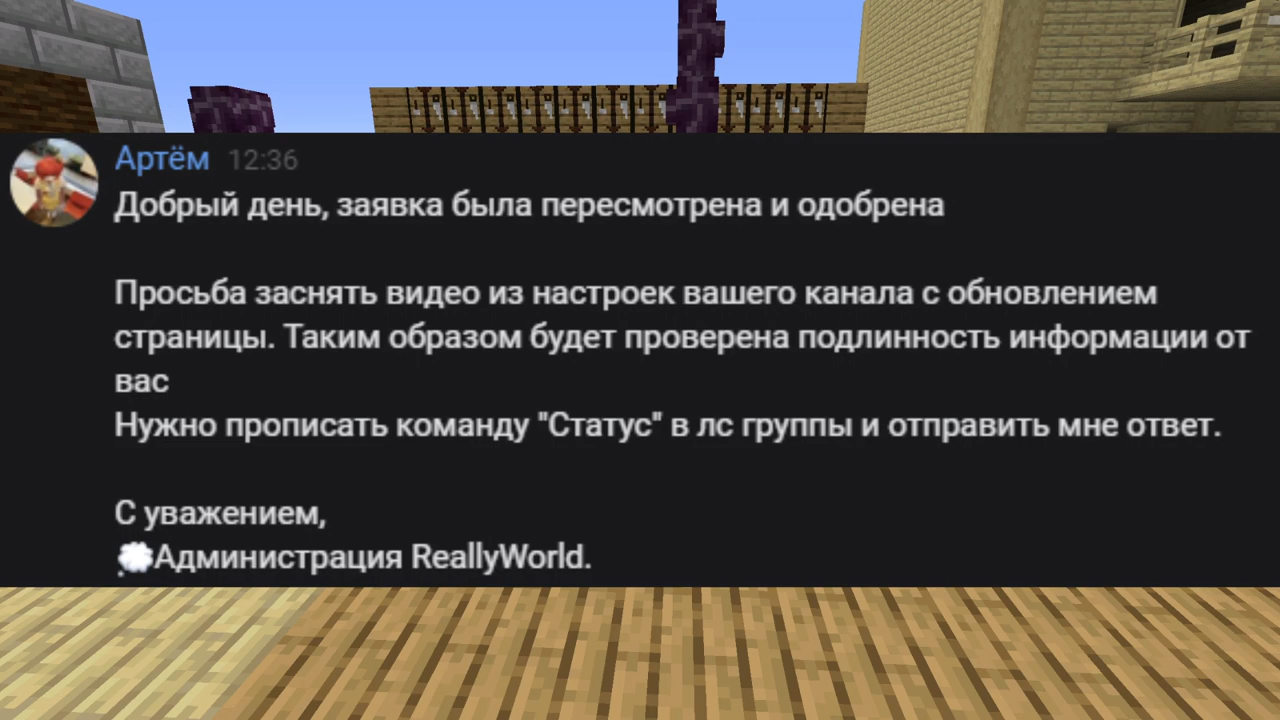 Артём 12:36
Добрый день, заявка была пересмотрена и одобрена
Просьба заснять видео из настроек вашего канала с обновлением
страницы. Таким образом будет проверена подлинность информации от
вас
Нужно прописать команду "Статус" в лс группы и отправить мне ответ.
С уважением,
Администрация ReallyWorld.